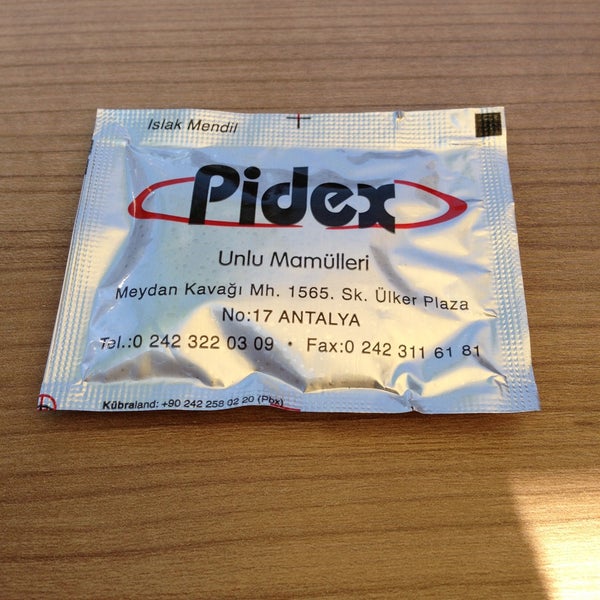 Islak Mendil
Pidex
Unlu Mamülleri
Meydan Kavağı Mh. 1565. Sk. Ülker Plaza
No:17 ANTALYA
Tel.:0 242 322 03 09 • Fax:0 242 311 61 81
Kübraland: +90 242 258 02 20 (Pbx)